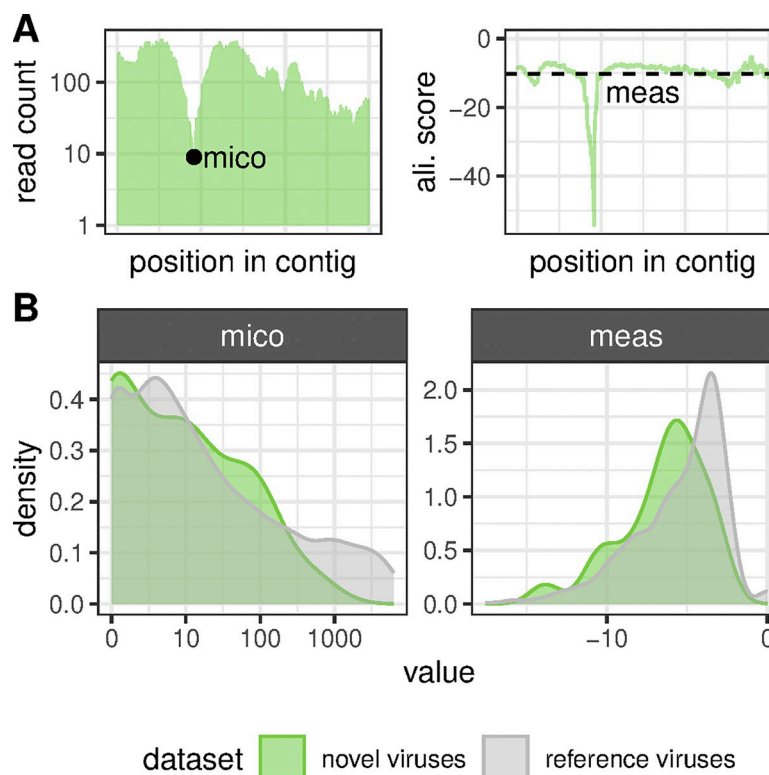 A
read count
100
10
1
mico
position in contig
ali. score
0
−20
−40
meas
position in contig
B
mico
meas
density
0.4
0.3
0.2
0.1
0.0
0 10 100 1000
2.0
1.5
1.0
0.5
0.0
−10 0
value
dataset novel viruses reference viruses